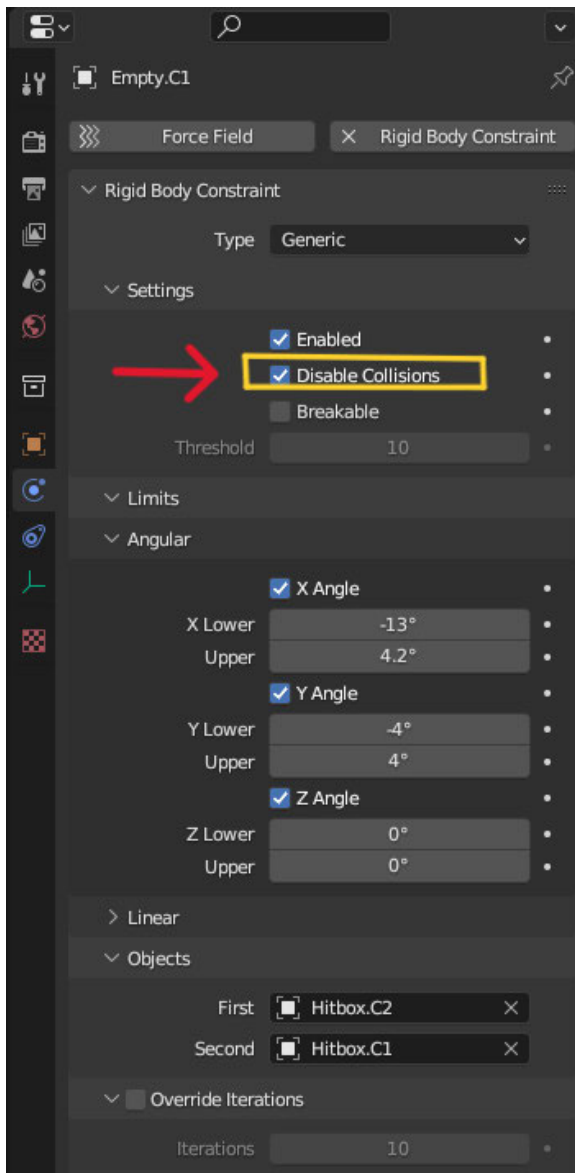 Empty.C1
Force Field
Rigid Body Constraint
Rigid Body Constraint
Type Generic
Settings
Enabled
Disable Collisions
Breakable
Threshold 10
Limits
Angular
X Angle
X Lower -13°
Upper 4.2°
Y Angle
Y Lower -4°
Upper 4°
Z Angle
Z Lower 0°
Upper 0°
Linear
Objects
First Hitbox.C2
Second Hitbox.C1
Override Iterations
Iterations 10